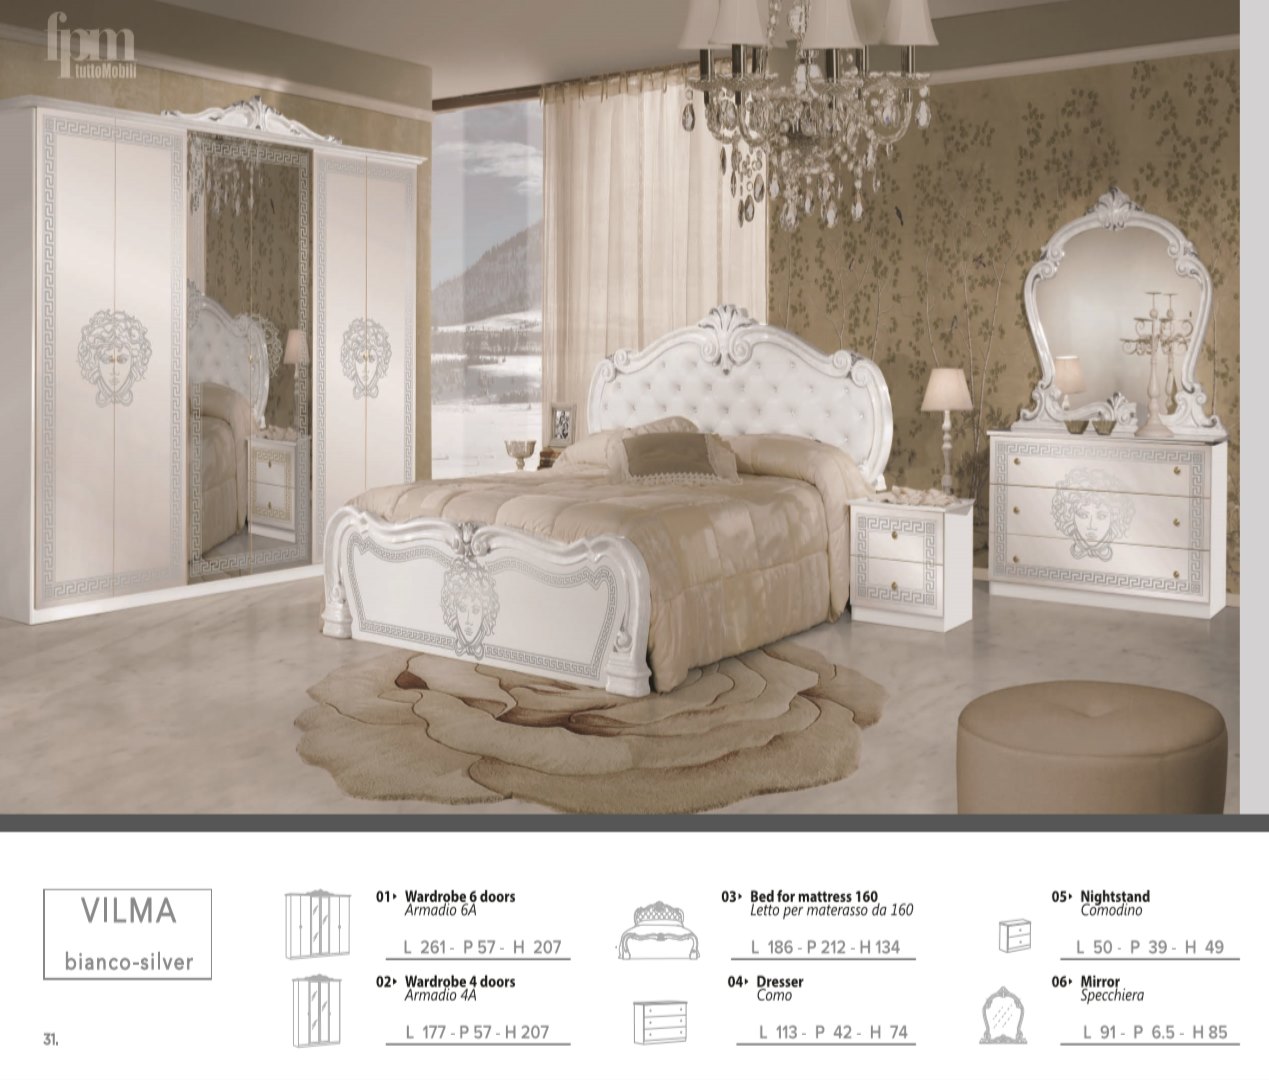 fpm
tuttoMobili
VILMA
bianco-silver
31.
01 Wardrobe 6 doors
Armadio 6A
L 261 - P 57 - H 207
02 Wardrobe 4 doors
Armadio 4A
L 177 - P 57 - H 207
03 Bed for mattress 160
Letto per materasso da 160
L 186 - P 212 - H 134
04 Dresser
Como
L 113 - P 42 - H 74
05 Nightstand
Comodino
L 50 - P 39 - H 49
06 Mirror
Specchiera
L 91 - P 6.5 - H 85